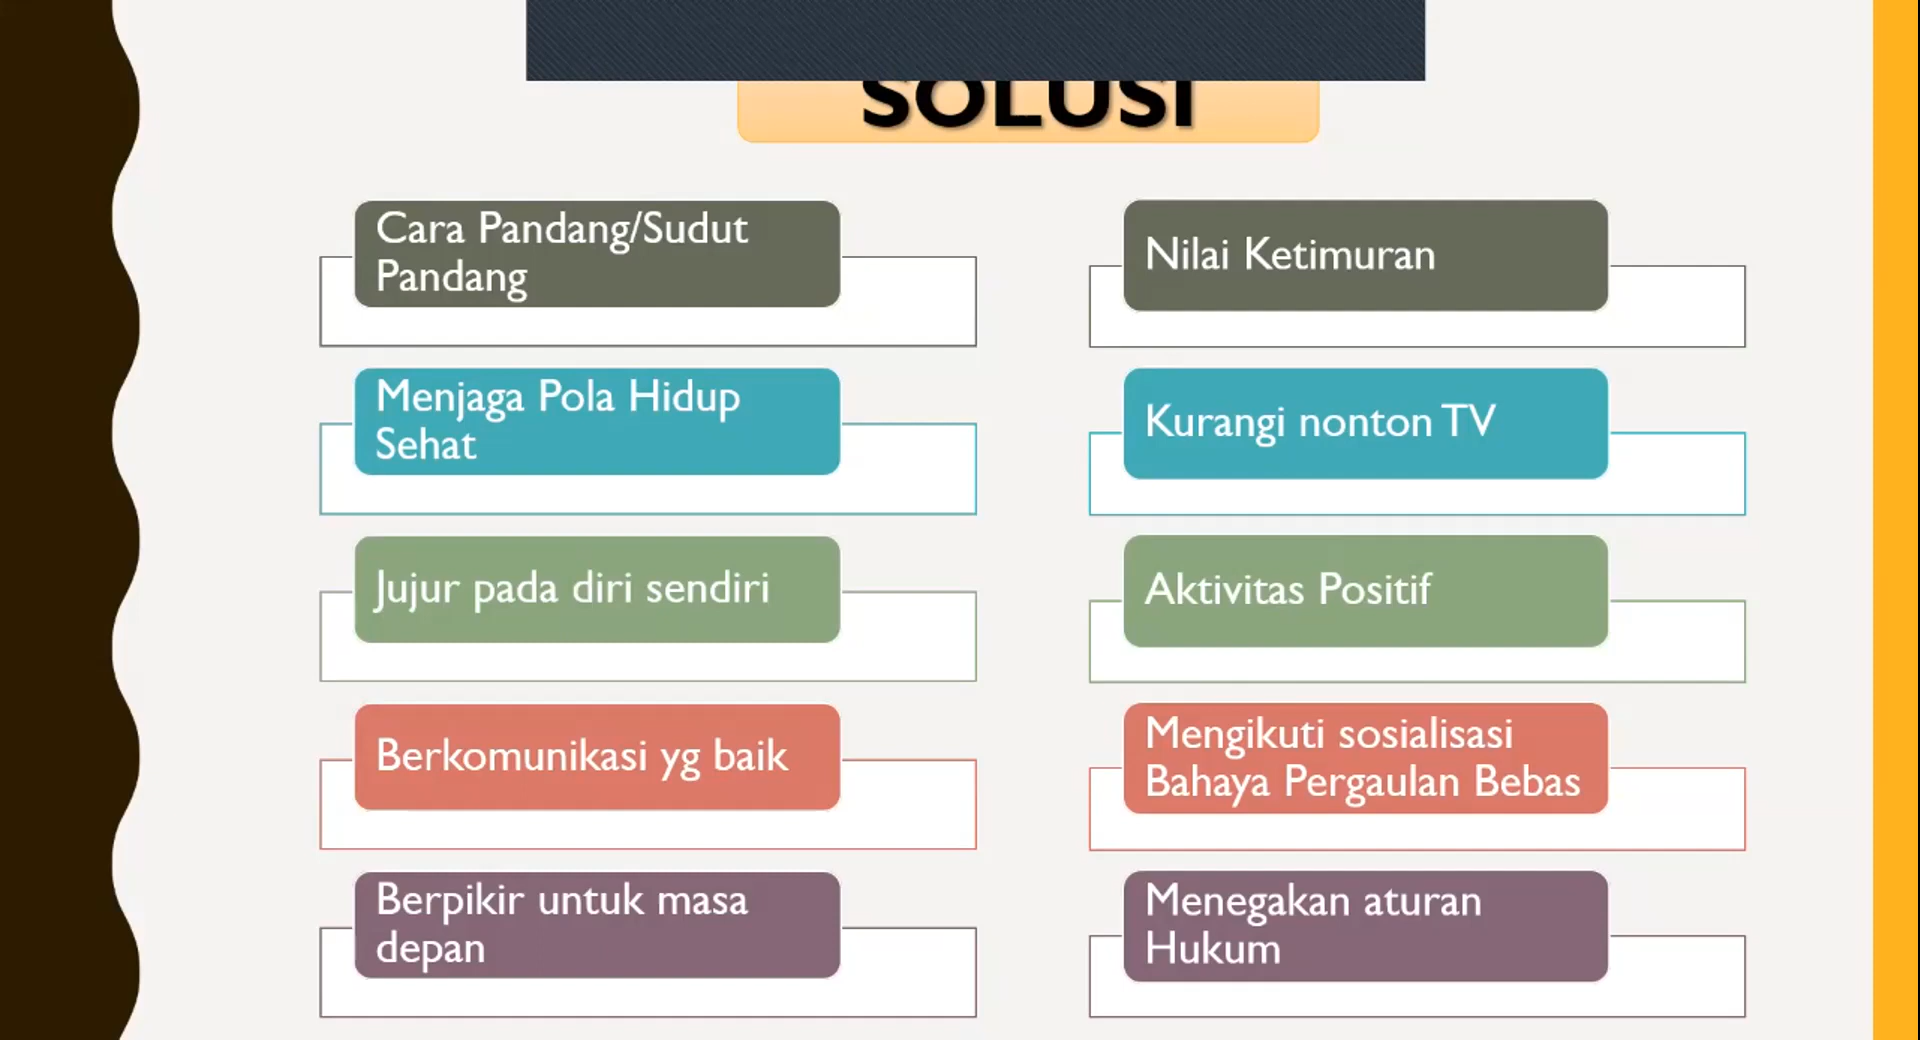 SOLUSI
Cara Pandang/Sudut
Pandang
Menjaga Pola Hidup
Sehat
Jujur pada diri sendiri
Berkomunikasi yg baik
Berpikir untuk masa
depan
Nilai Ketimuran
Kurangi nonton TV
Aktivitas Positif
Mengikuti sosialisasi
Bahaya Pergaulan Bebas
Menegakan aturan
Hukum